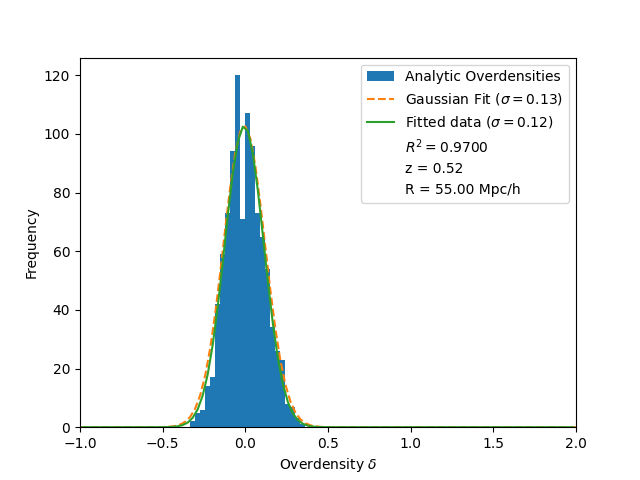 120
100
80
60
40
20
0
Frequency
−1.0 −0.5 0.0 0.5 1.0 1.5 2.0
Overdensity δ
Analytic Overdensities
Gaussian Fit (σ = 0.13)
Fitted data (σ = 0.12)
R² = 0.9700
z = 0.52
R = 55.00 Mpc/h